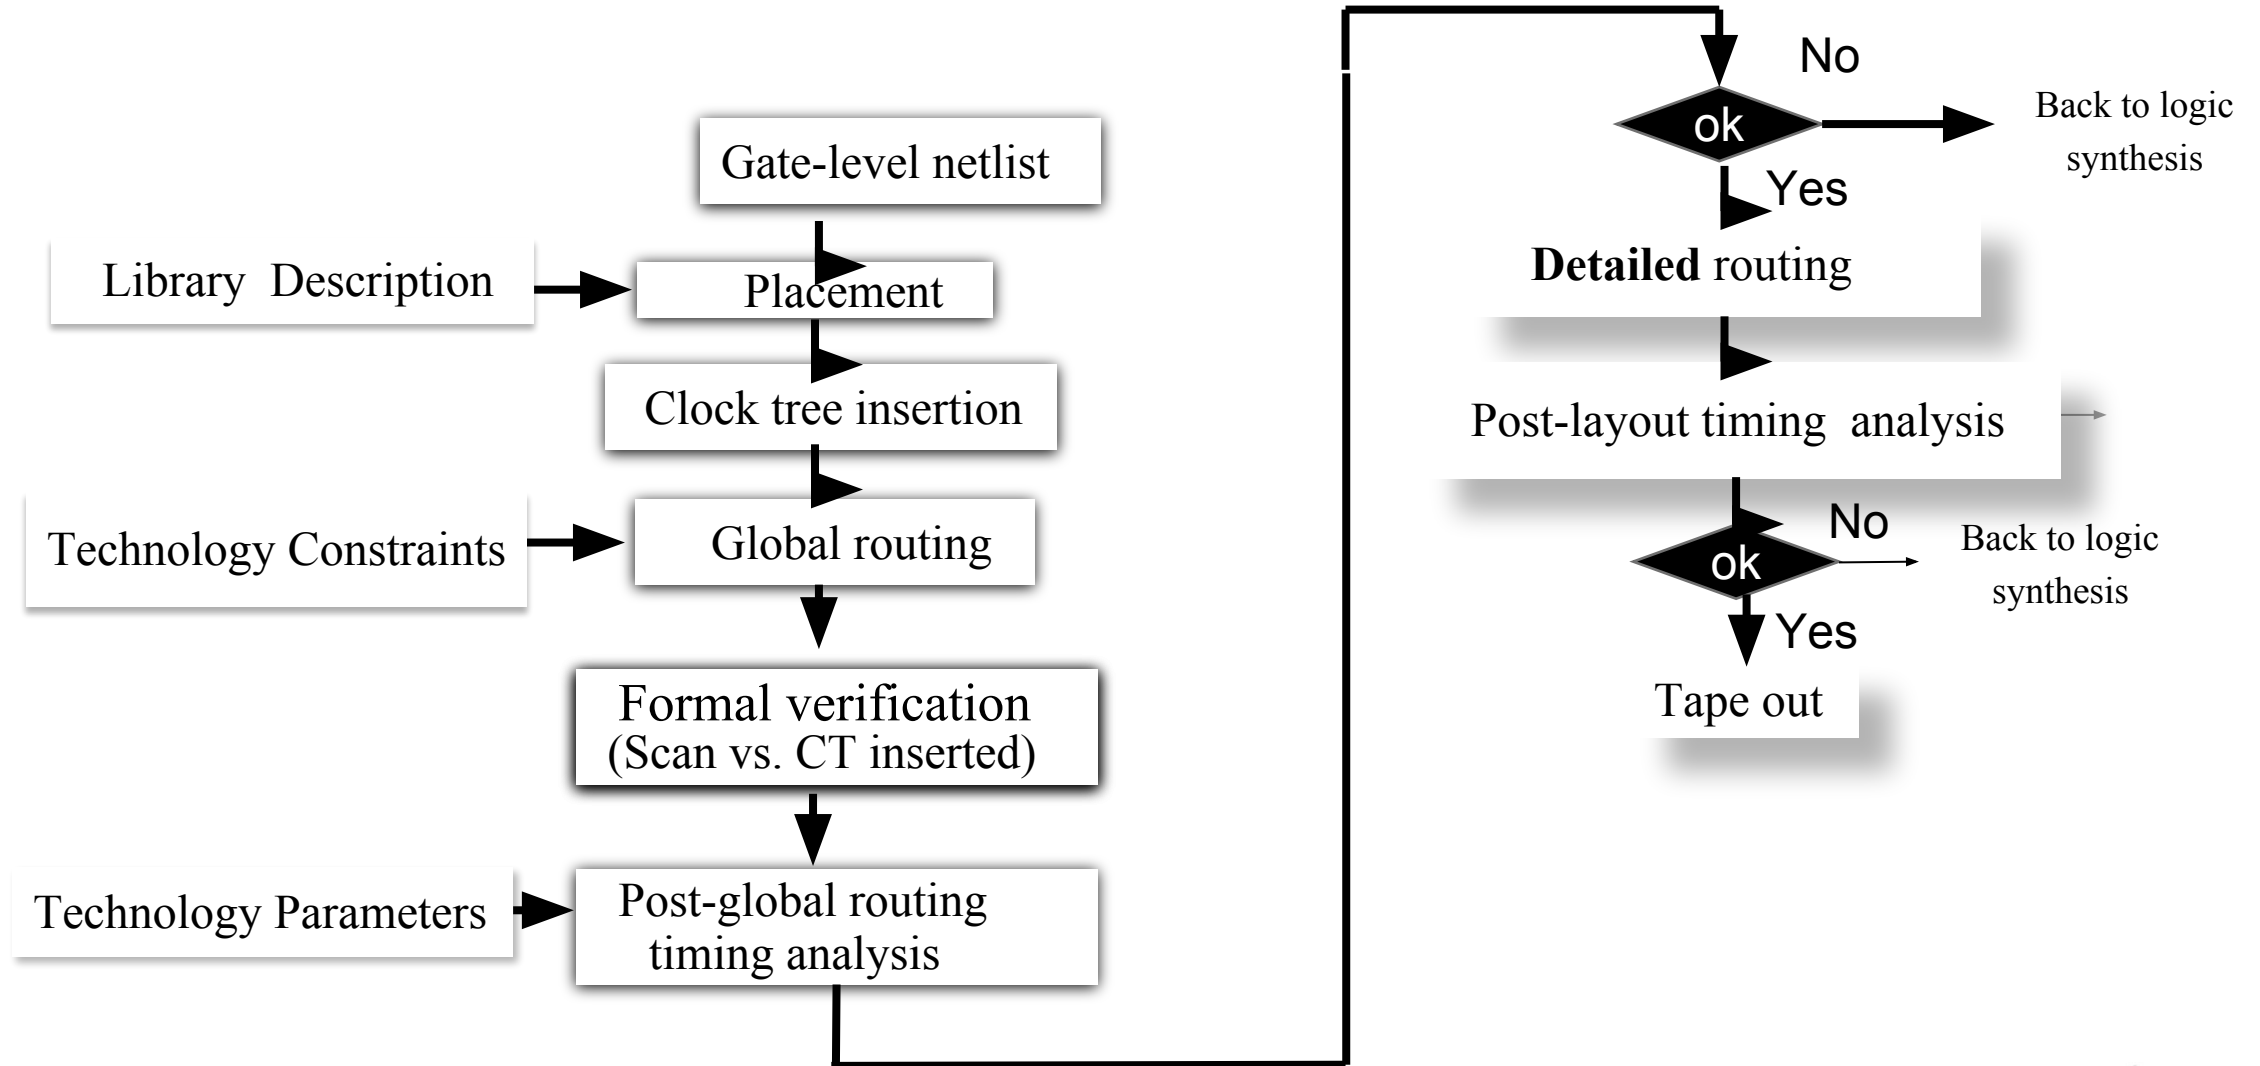 Gate-level netlist
Library Description
Placement
Clock tree insertion
Technology Constraints
Global routing
Formal verification
(Scan vs. CT inserted)
Technology Parameters
Post-global routing
timing analysis
No
ok
Back to logic
synthesis
Yes
Detailed routing
Post-layout timing analysis
No
ok
Back to logic
synthesis
Yes
Tape out